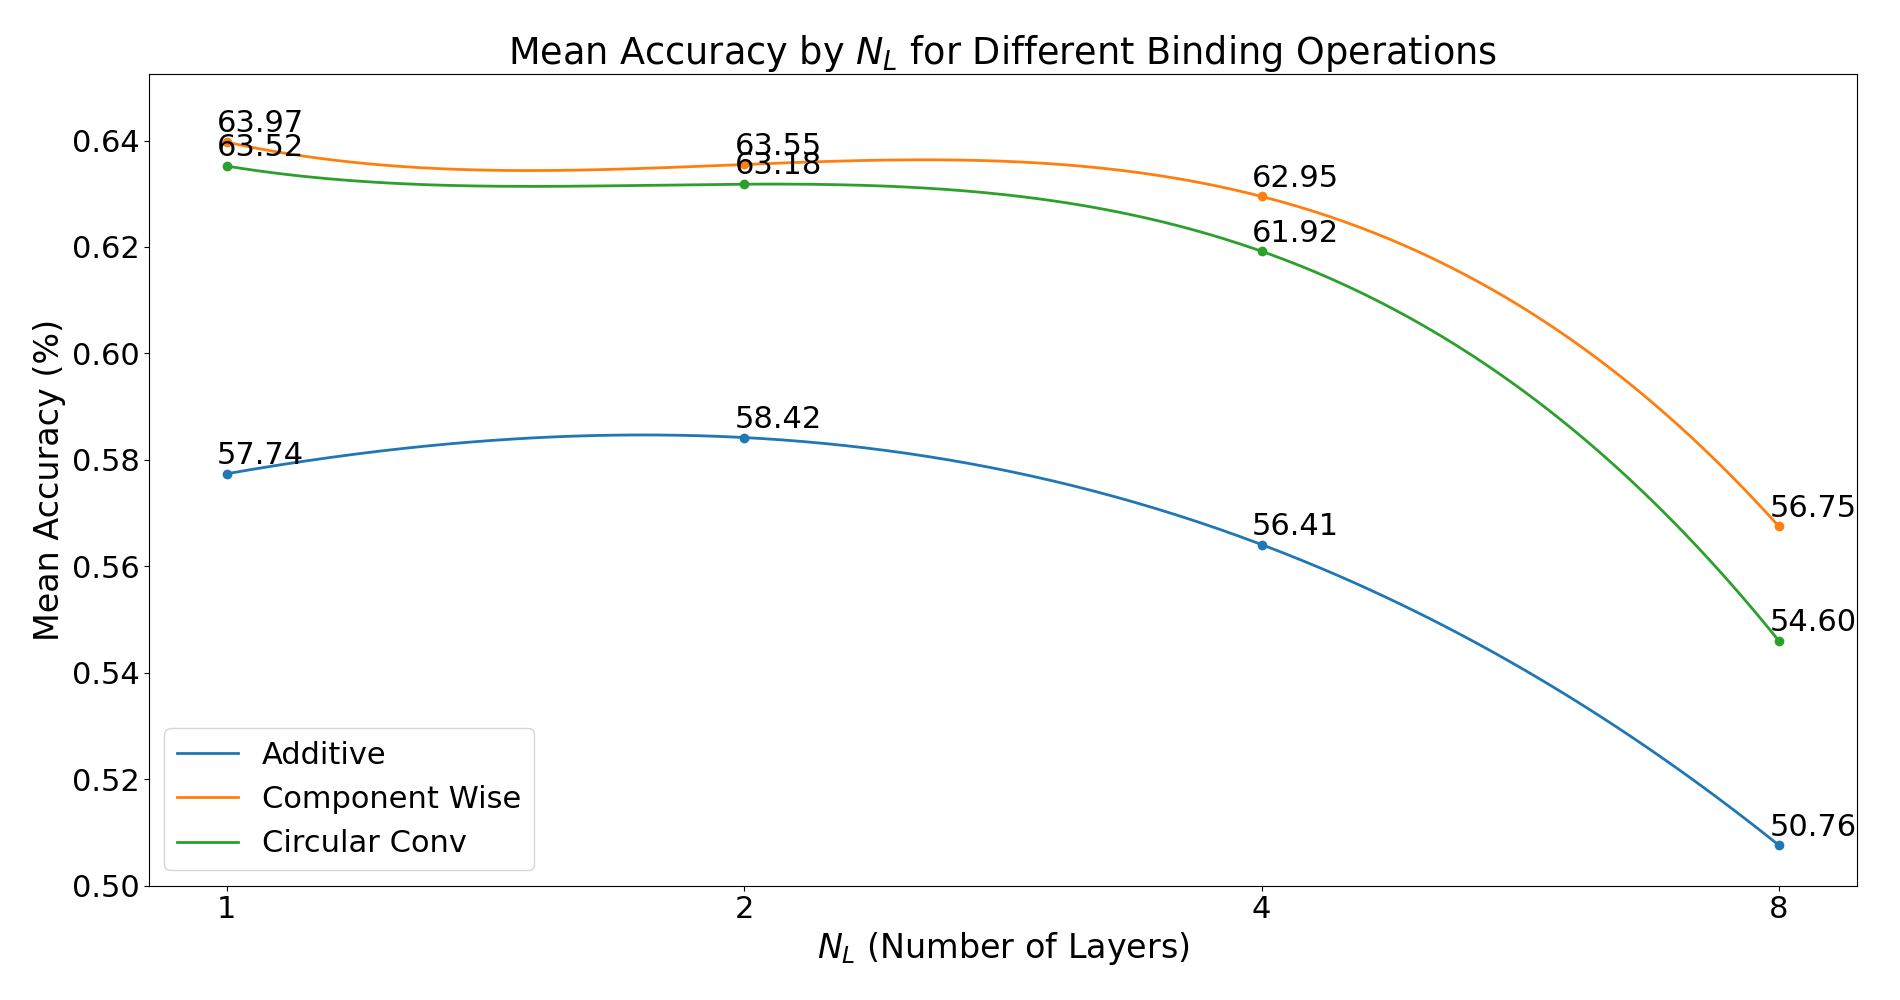 Mean Accuracy by N_L for Different Binding Operations
Mean Accuracy (%)
0.64
0.62
0.60
0.58
0.56
0.54
0.52
0.50
63.97
63.52
63.55
63.18
62.95
61.92
58.42
57.74
56.41
56.75
54.60
50.76
Additive
Component Wise
Circular Conv
1 2 4 8
N_L (Number of Layers)